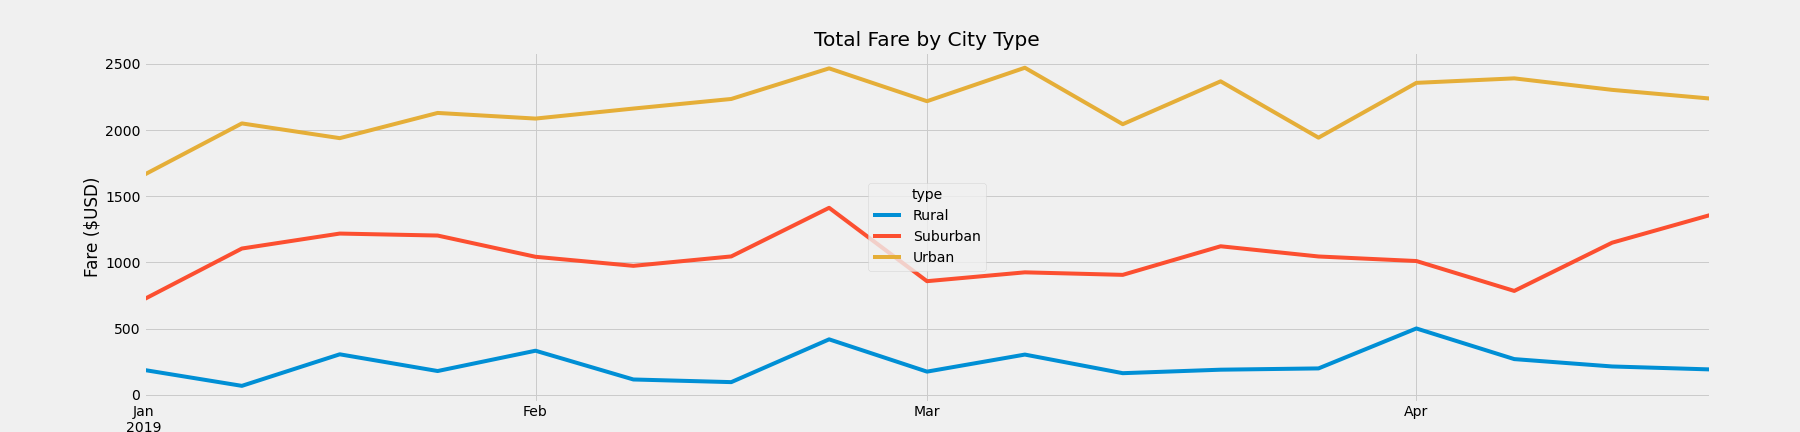 Total Fare by City Type
Fare ($USD)
2500
2000
1500
1000
500
0
type
Rural
Suburban
Urban
Jan
2019
Feb
Mar
Apr